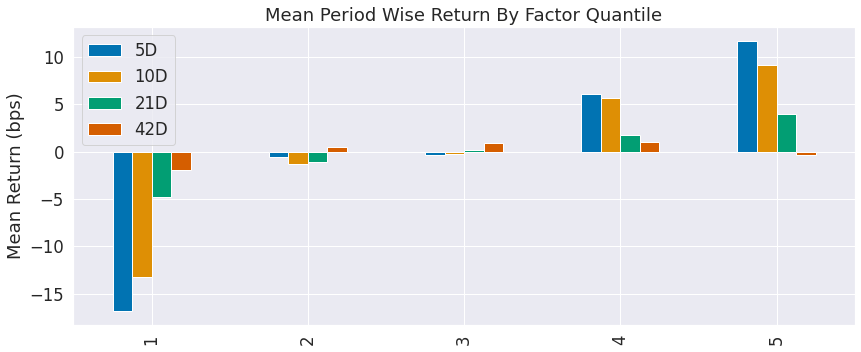 Mean Period Wise Return By Factor Quantile
Mean Return (bps)
10
5
0
−5
−10
−15
5D
10D
21D
42D
1
2
3
4
5